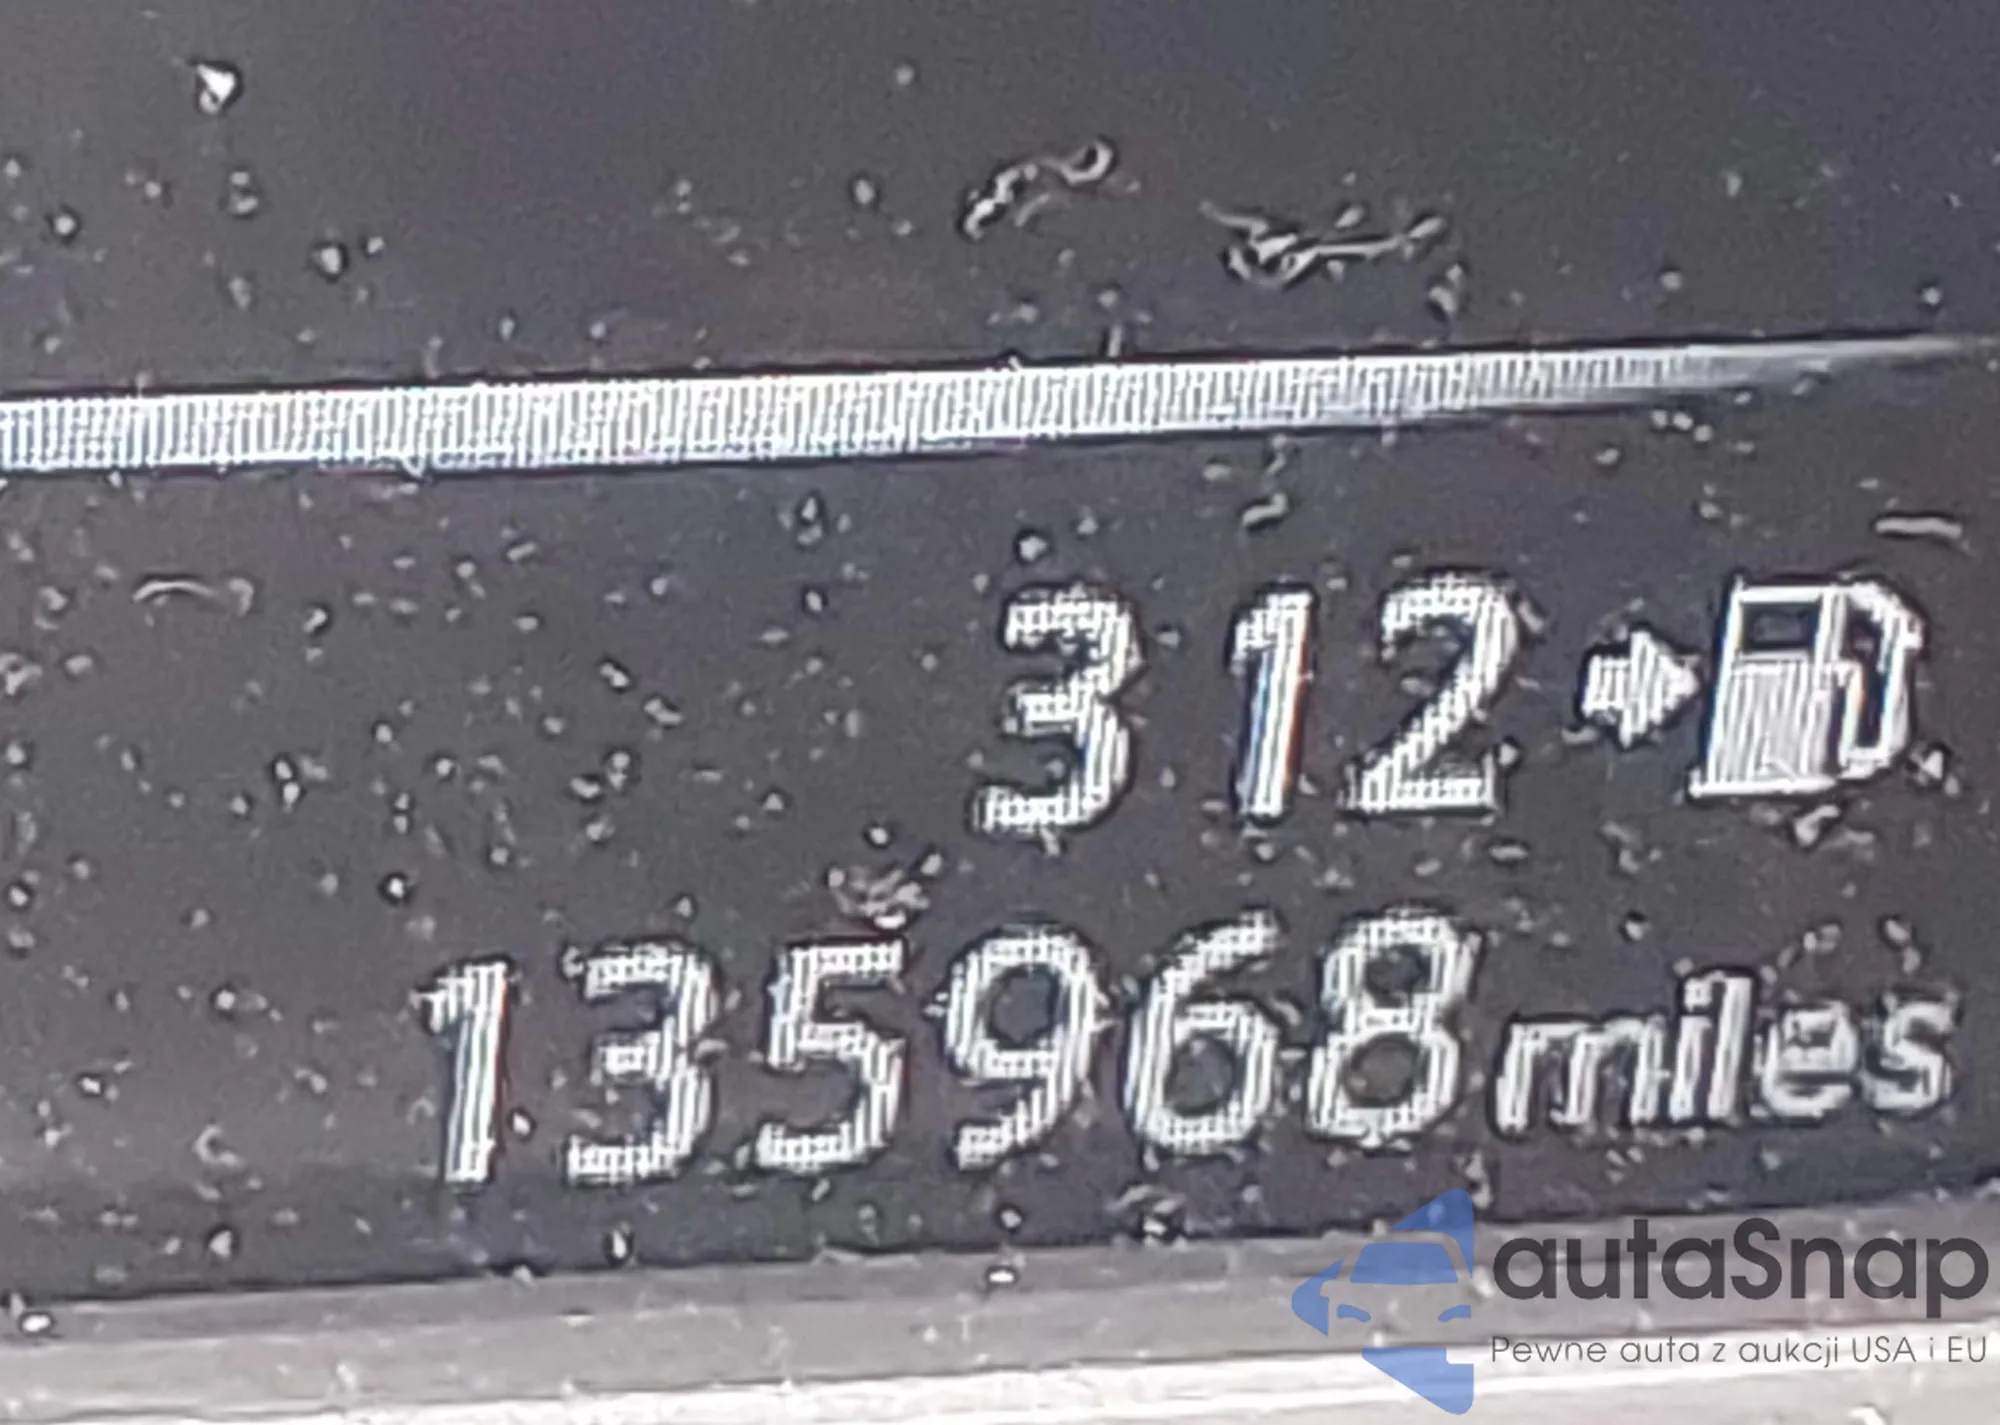 312
135968 miles
autaSnap
Pewne auta z aukcji USA i EU